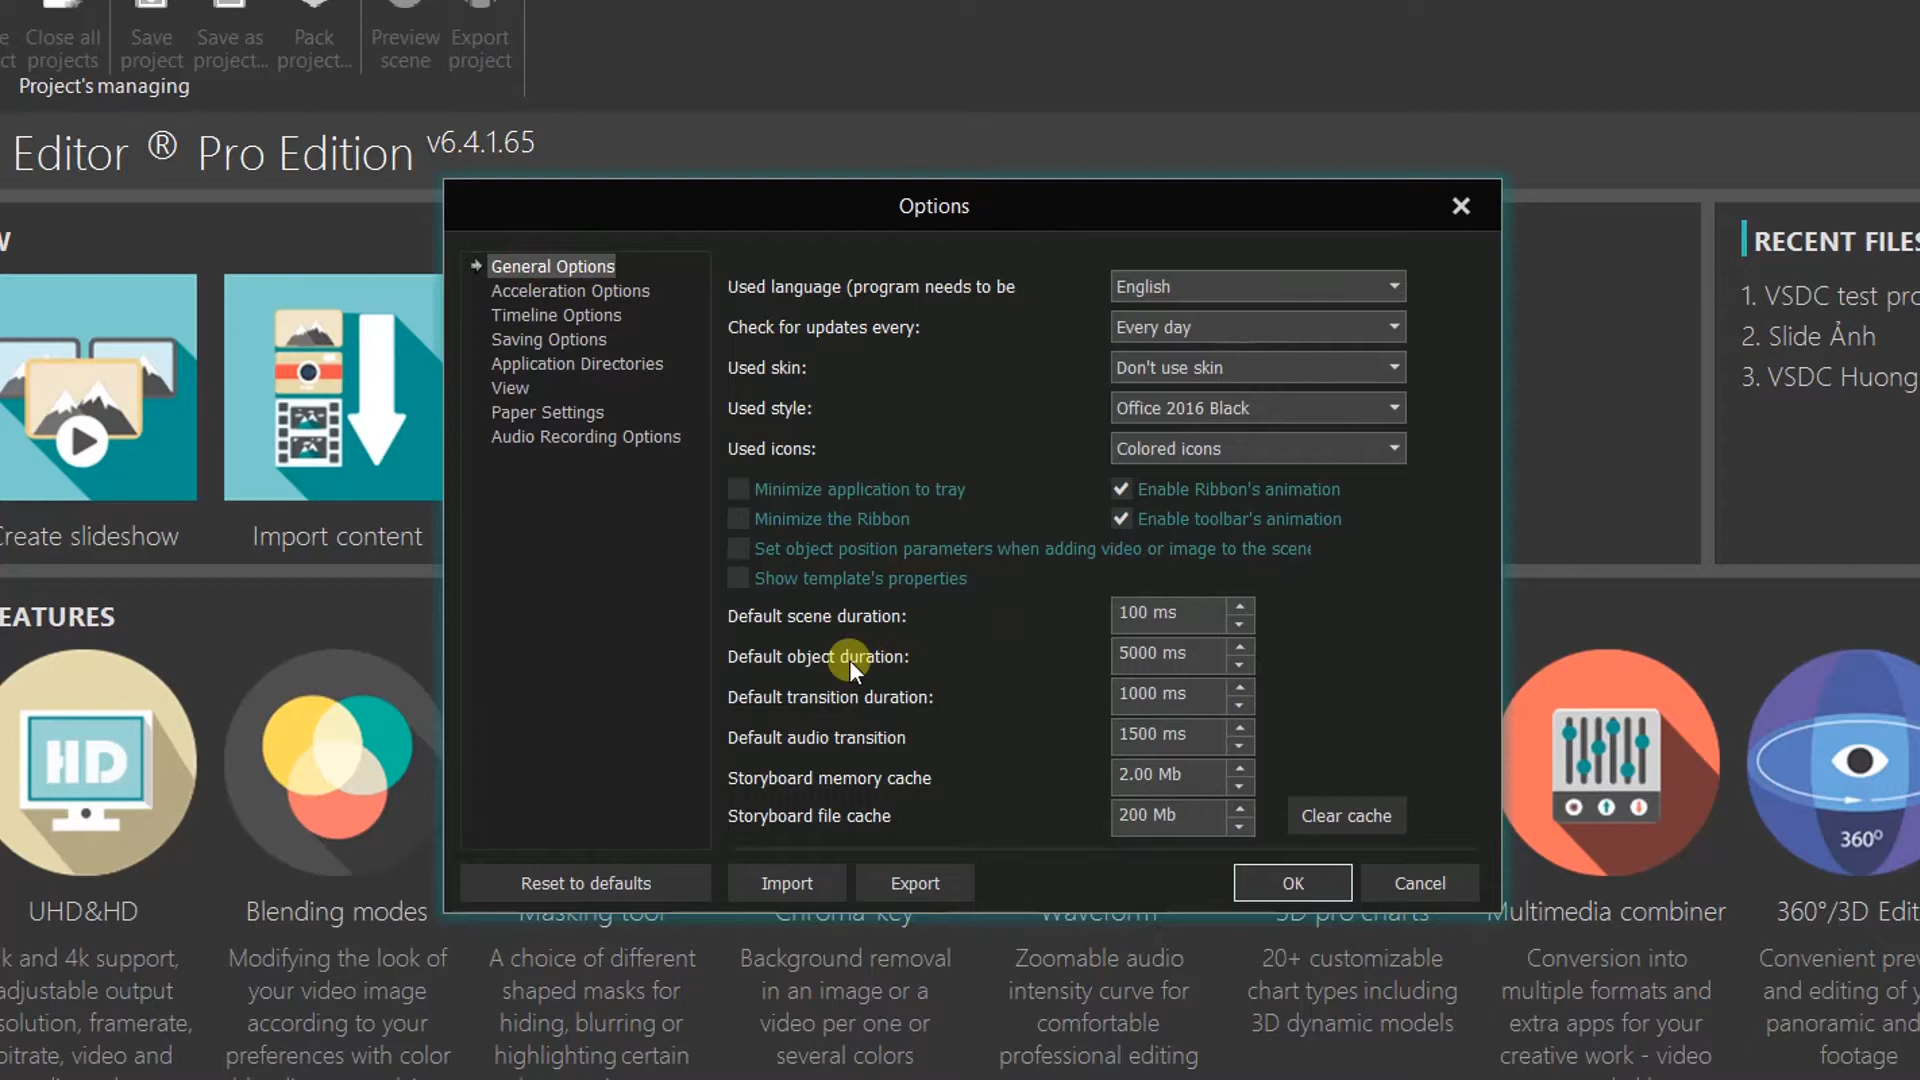 Close all projects
Save project
Save as project...
Pack project...
Preview scene
Export project
Project's managing
Editor ® Pro Edition v6.4.1.65
Options
General Options
Acceleration Options
Timeline Options
Saving Options
Application Directories
View
Paper Settings
Audio Recording Options
Used language (program needs to be
English
Check for updates every:
Every day
Used skin:
Don't use skin
Used style:
Office 2016 Black
Used icons:
Colored icons
Minimize application to tray
Enable Ribbon's animation
Minimize the Ribbon
Enable toolbar's animation
Set object position parameters when adding video or image to the scene
Show template's properties
Default scene duration:
100 ms
Default object duration:
5000 ms
Default transition duration:
1000 ms
Default audio transition
1500 ms
Storyboard memory cache
2.00 Mb
Storyboard file cache
200 Mb
Clear cache
Reset to defaults
Import
Export
OK
Cancel
RECENT FILES
1. VSDC test pro
2. Slide Ảnh
3. VSDC Huong
Create slideshow
Import content
EATURES
HD
360°
UHD&HD
Blending modes
Masking tool
Chroma key
Waveform
3D pro charts
Multimedia combiner
360°/3D Edit
k and 4k support,
adjustable output
solution, framerate,
bitrate, video and
Modifying the look of
your video image
according to your
preferences with color
A choice of different
shaped masks for
hiding, blurring or
highlighting certain
Background removal
in an image or a
video per one or
several colors
Zoomable audio
intensity curve for
comfortable
professional editing
20+ customizable
chart types including
3D dynamic models
Conversion into
multiple formats and
extra apps for your
creative work - video
Convenient prev
and editing of y
panoramic and
footage